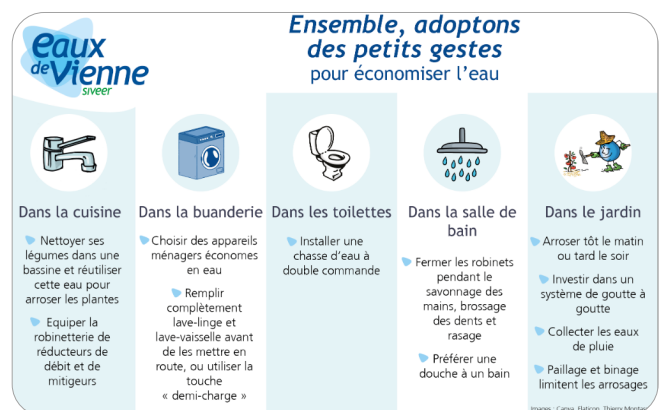 eaux
de Vienne
siveer
Ensemble, adoptons
des petits gestes
pour économiser l'eau
Dans la cuisine
Nettoyer ses
légumes dans une
bassine et réutiliser
cette eau pour
arroser les plantes
Equiper la
robinetterie de
réducteurs de
débit et de
mitigeurs
Dans la buanderie
Choisir des appareils
ménagers économes
en eau
Remplir
complètement
lave-linge et
lave-vaisselle avant
de les mettre en
route, ou utiliser la
touche
« demi-charge »
Dans les toilettes
Installer une
chasse d'eau à
double commande
Dans la salle de
bain
Fermer les robinets
pendant le
savonnage des
mains, brossage
des dents et
rasage
Préférer une
douche à un bain
Dans le jardin
Arroser tôt le matin
ou tard le soir
Investir dans un
système de goutte à
goutte
Collecter les eaux
de pluie
Paillage et binage
limitent les arrosages
Images : Canva, Flaticon, Thierry